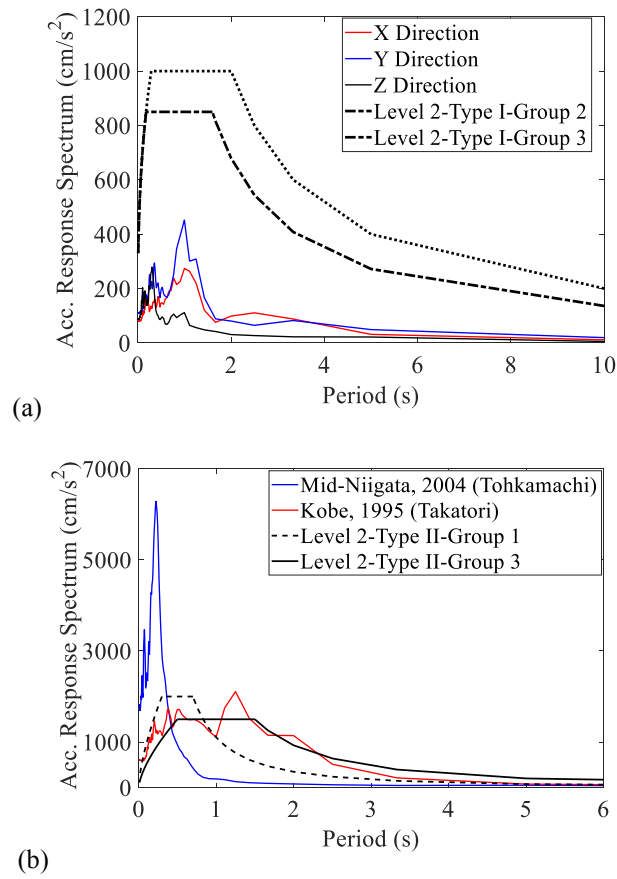 1200
1000
800
600
400
200
0
Acc. Response Spectrum (cm/s²)
X Direction
Y Direction
Z Direction
Level 2-Type I-Group 2
Level 2-Type I-Group 3
0 2 4 6 8 10
Period (s)
(a)
7000
5000
3000
1000
0
Acc. Response Spectrum (cm/s²)
Mid-Niigata, 2004 (Tohkamachi)
Kobe, 1995 (Takatori)
Level 2-Type II-Group 1
Level 2-Type II-Group 3
0 1 2 3 4 5 6
Period (s)
(b)